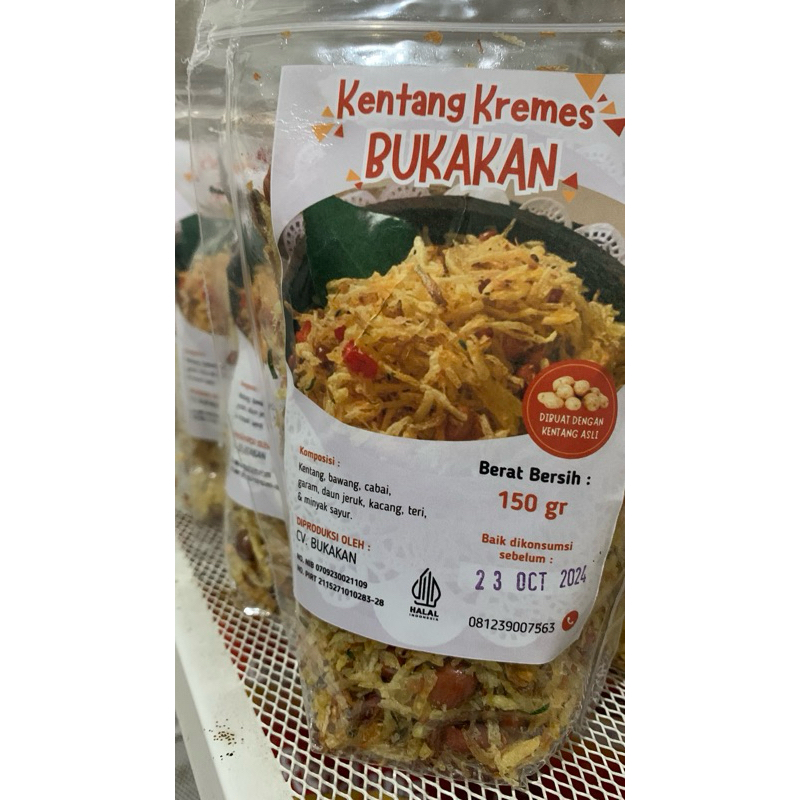 Kentang Kremes
BUKAKAN
DIBUAT DENGAN
KENTANG ASLI
Komposisi :
Kentang, bawang, cabai,
garam, daun jeruk, kacang, teri,
& minyak sayur.
DIPRODUKSI OLEH :
CV. BUKAKAN
NO. NIB 0709230021109
NO. PIRT 2115271010283-28
HALAL
INDONESIA
Berat Bersih :
150 gr
Baik dikonsumsi
sebelum :
23 OCT 2024
081239007563